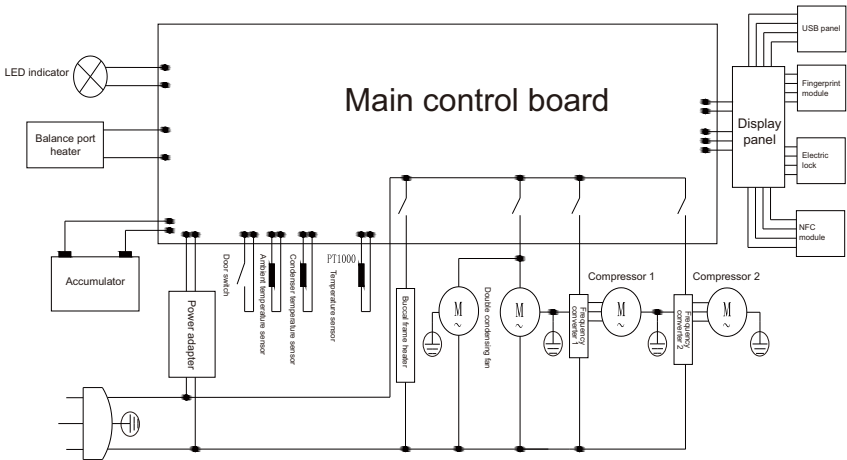 USB panel
LED indicator
Fingerprint
module
Main control board
Display
panel
Balance port
heater
Electric
lock
NFC
module
Accumulator
Power adapter
Door switch
Ambient temperature sensor
Condenser temperature sensor
PT1000
Temperature sensor
Buccal frame heater
Double condensing fan
M
~
M
~
Compressor 1
Frequency
converter 1
M
~
Compressor 2
Frequency
converter 2
M
~